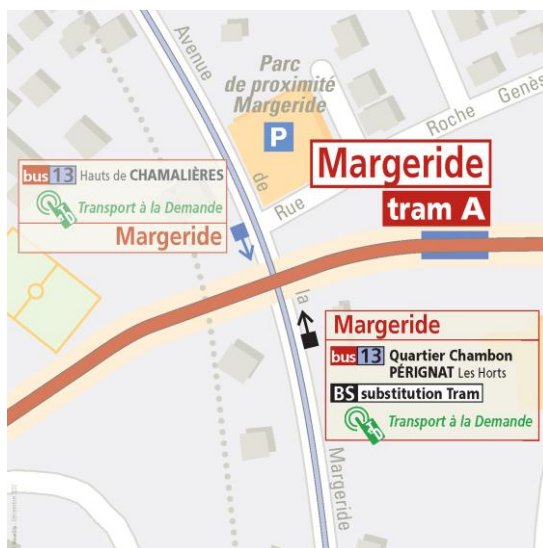 Avenue
de
la
Margeride
Parc
de proximité
Margeride
P
Rue Roche Genès
Margeride
tram A
bus 13 Hauts de CHAMALIÈRES
Transport à la Demande
Margeride
Margeride
bus 13 Quartier Chambon
PÉRIGNAT Les Horts
BS substitution Tram
Transport à la Demande